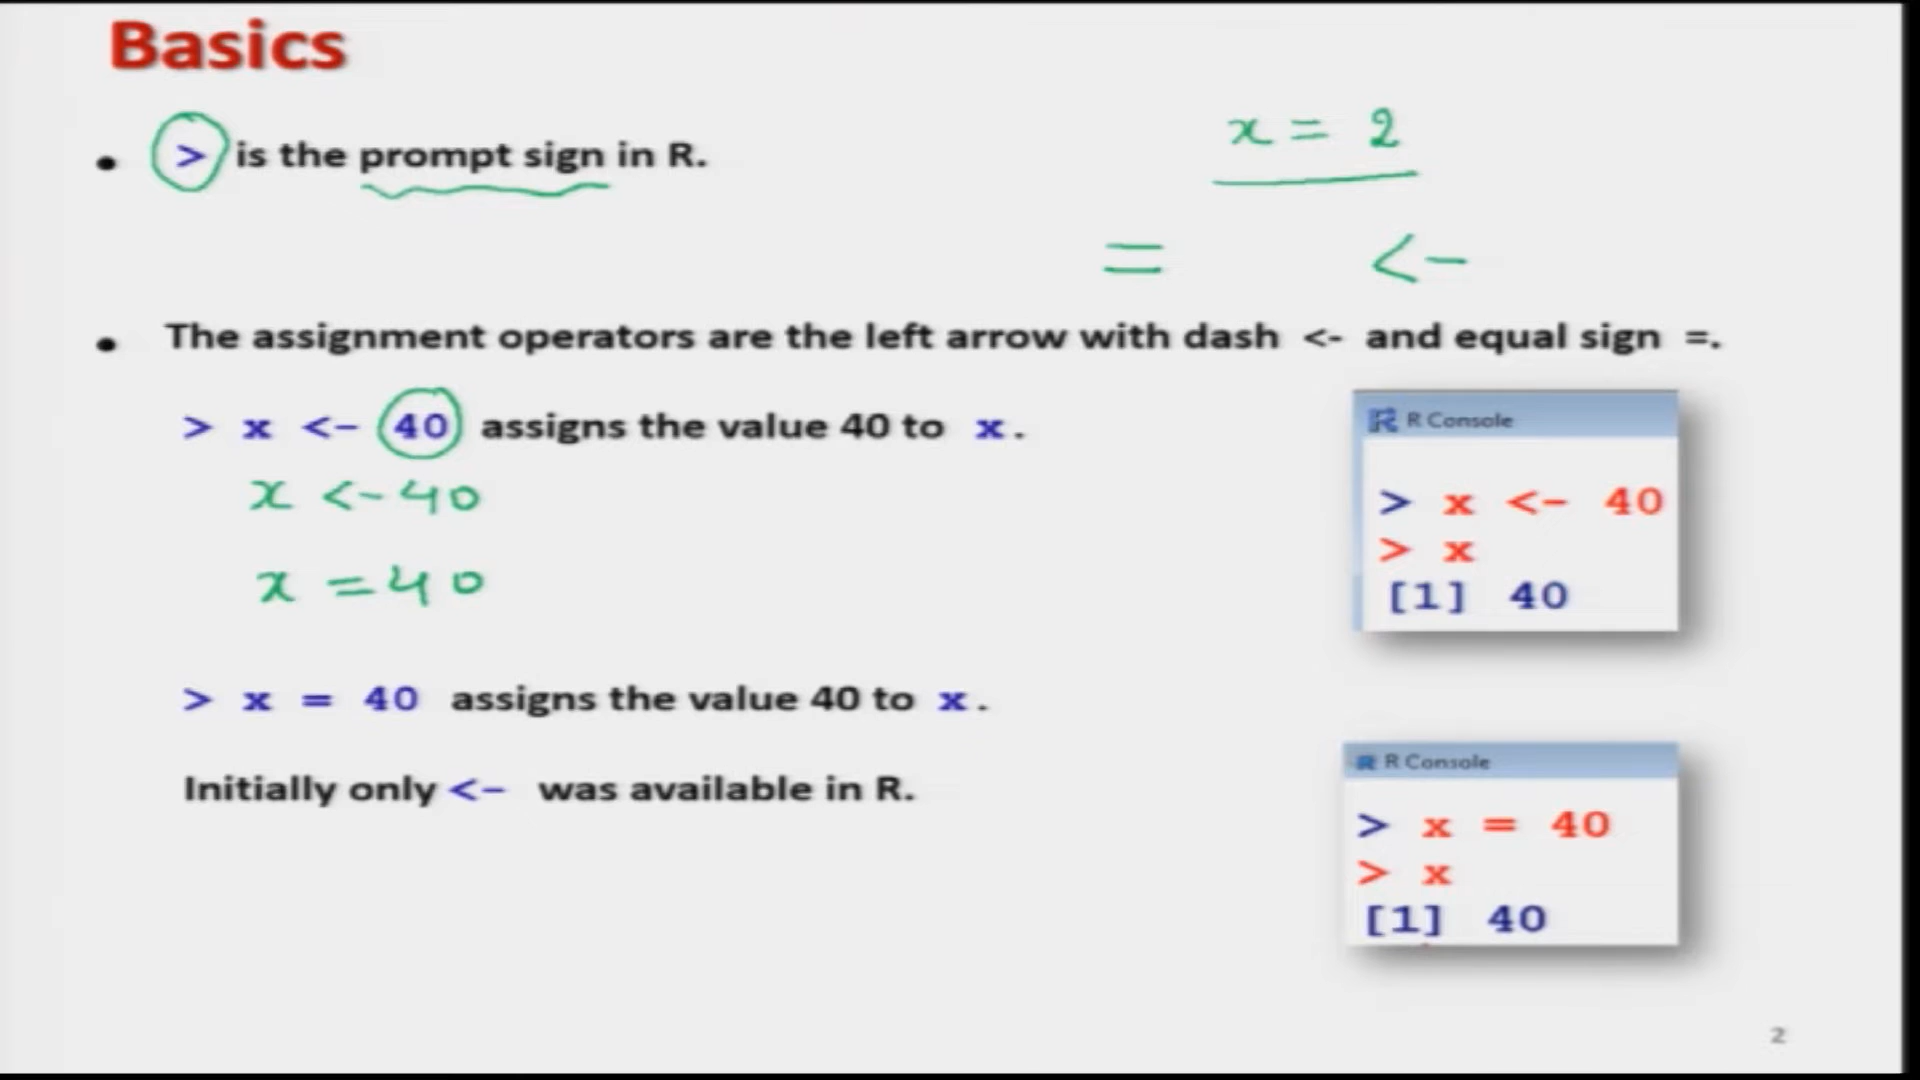 Basics
• > is the prompt sign in R.
x = 2
= <-
• The assignment operators are the left arrow with dash <- and equal sign =.
> x <- 40 assigns the value 40 to x.
x <- 40
x = 40
> x = 40 assigns the value 40 to x.
Initially only <- was available in R.
R Console
> x <- 40
> x
[1] 40
R Console
> x = 40
> x
[1] 40
2